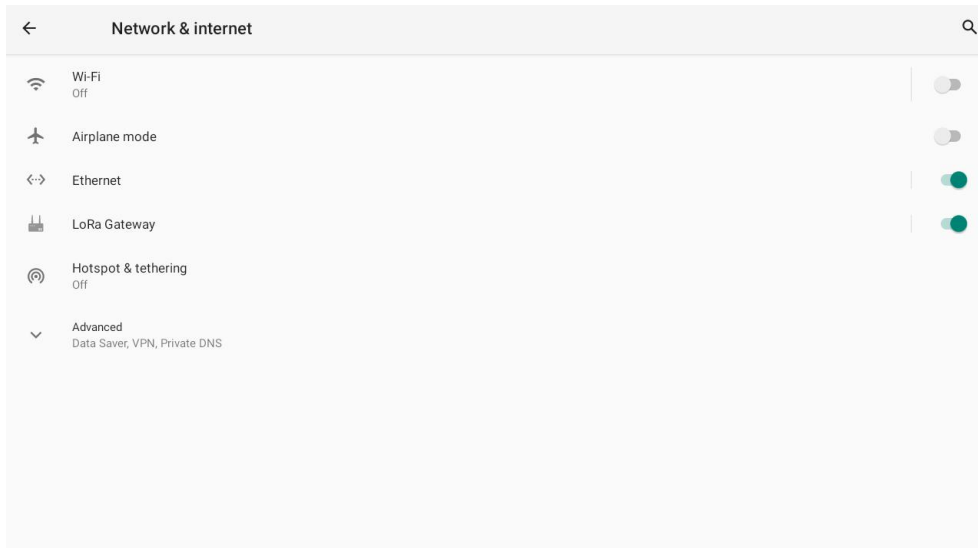 Network & internet
Wi-Fi
Off
Airplane mode
Ethernet
LoRa Gateway
Hotspot & tethering
Off
Advanced
Data Saver, VPN, Private DNS